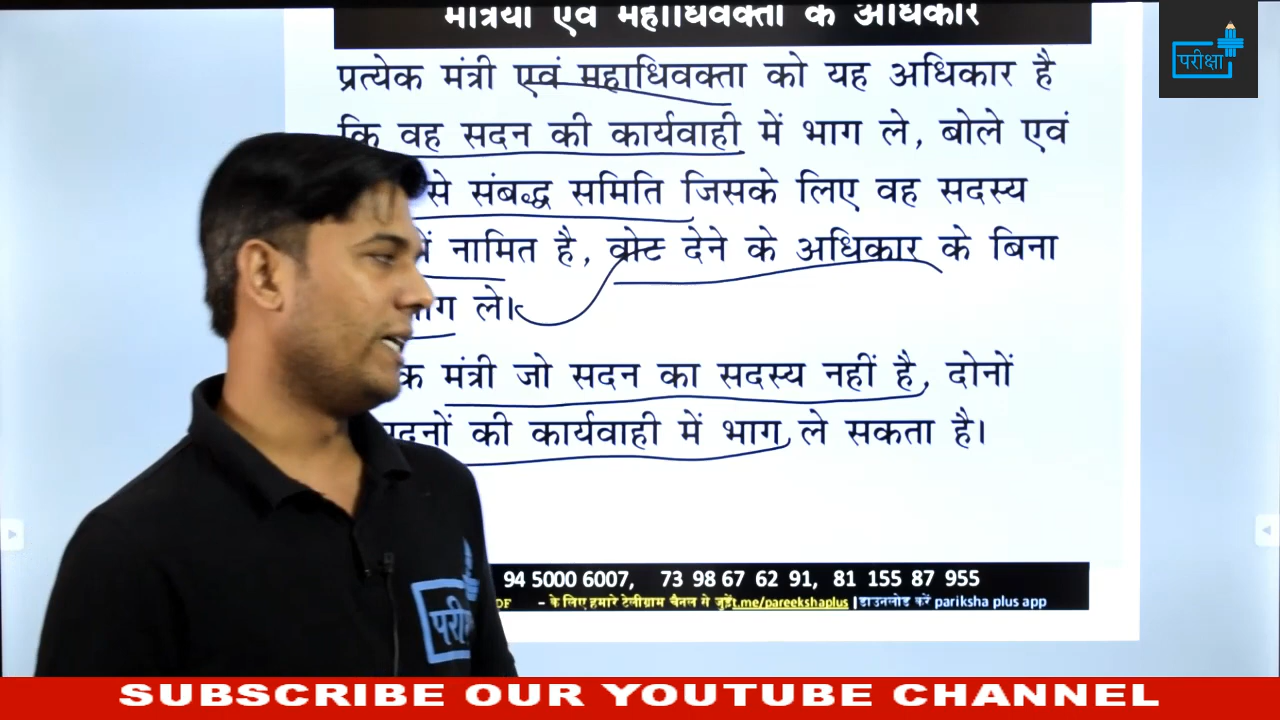 मंत्रियों एवं महाधिवक्ता के अधिकार
परीक्षा
प्रत्येक मंत्री एवं महाधिवक्ता को यह अधिकार है
कि वह सदन की कार्यवाही में भाग ले, बोले एवं
से संबद्ध समिति जिसके लिए वह सदस्य
नामित है, वोट देने के अधिकार के बिना
भाग ले।
मंत्री जो सदन का सदस्य नहीं है, दोनों
सदनों की कार्यवाही में भाग ले सकता है।
94 5000 6007, 73 98 67 62 91, 81 155 87 955
– के लिए हमारे टेलीग्राम चैनल से जुड़ें t.me/pareekshaplus | डाउनलोड करें pariksha plus app
SUBSCRIBE OUR YOUTUBE CHANNEL